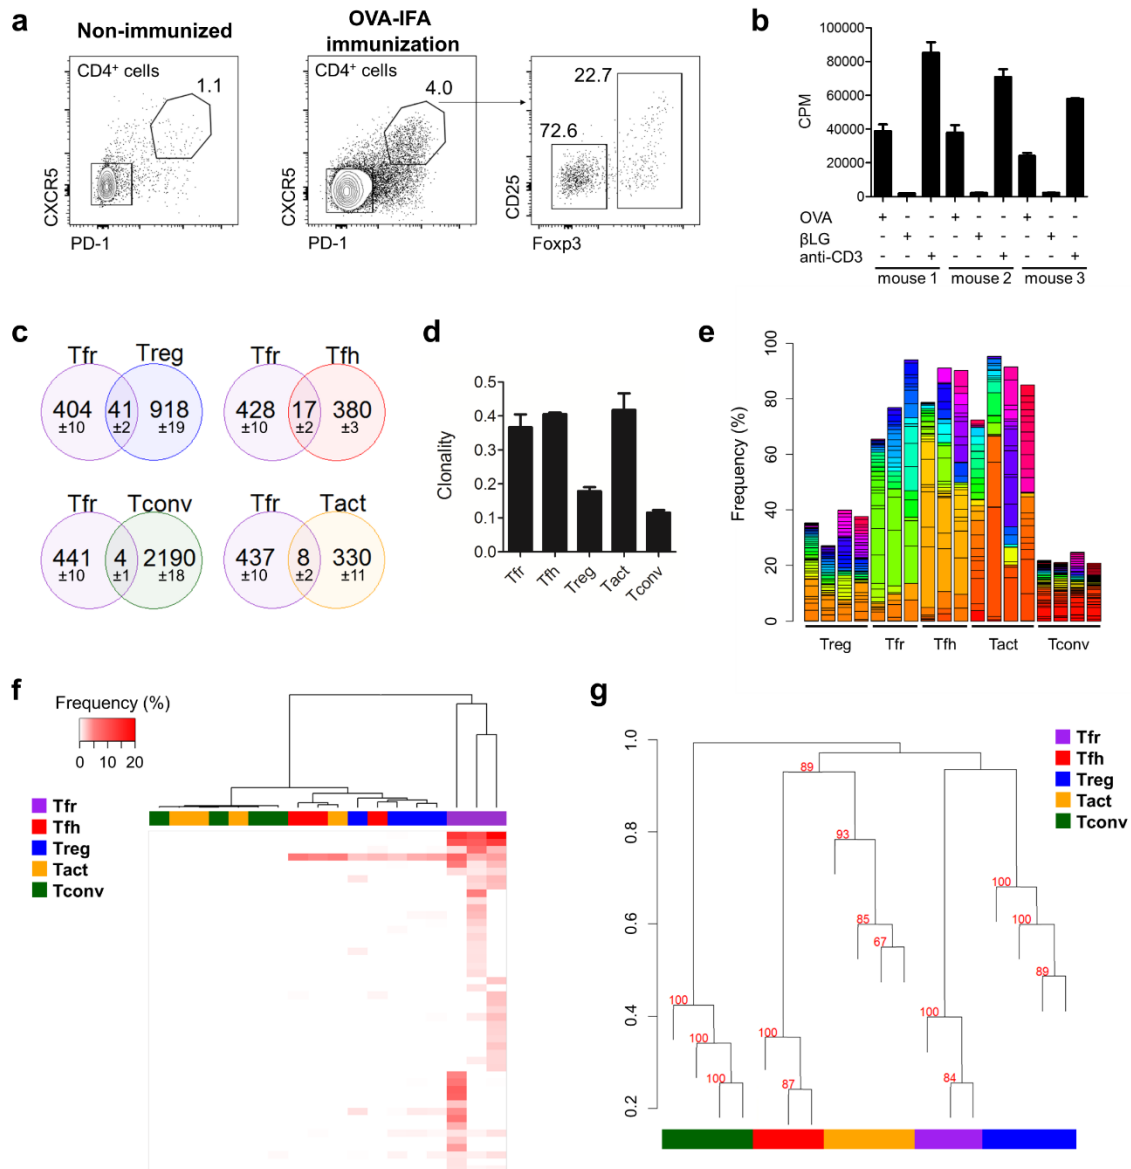 a
Non-immunized
OVA-IFA
immunization
CD4⁺ cells
1.1
CXCR5
PD-1
CD4⁺ cells
4.0
CXCR5
PD-1
22.7
72.6
CD25
Foxp3
b
CPM
100000
80000
60000
40000
20000
0
OVA + - - + - - + - -
βLG - - - - - - - - -
anti-CD3 - - + - - + - - +
mouse 1 mouse 2 mouse 3
c
Tfr Treg
404 41 918
±10 ±2 ±19
Tfr Tfh
428 17 380
±10 ±2 ±3
Tfr Tconv
441 4 2190
±10 ±1 ±18
Tfr Tact
437 8 330
±10 ±2 ±11
d
Clonality
0.5
0.4
0.3
0.2
0.1
0.0
Tfr Tfh Treg Tact Tconv
e
Frequency (%)
100
80
60
40
20
0
Treg Tfr Tfh Tact Tconv
f
Frequency (%)
0 10 20
Tfr
Tfh
Treg
Tact
Tconv
g
1.0
0.8
0.6
0.4
0.2
Tfr
Tfh
Treg
Tact
Tconv
89
93
85
67
100
100
89
100
100
100
100
87
100
84